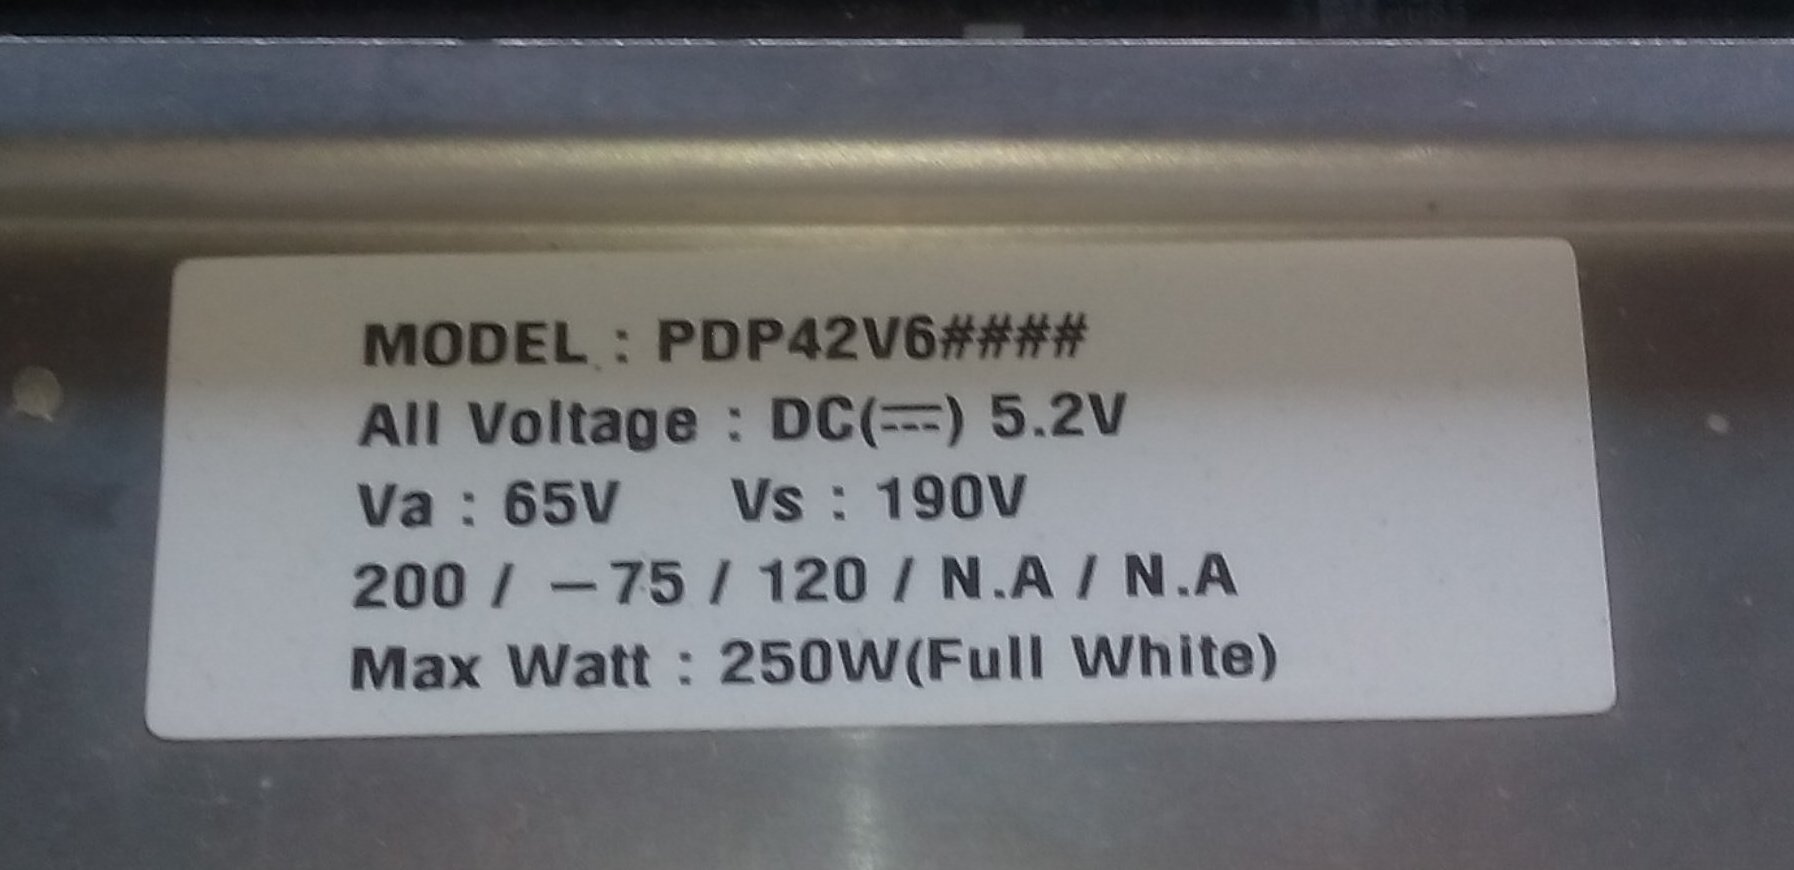 MODEL : PDP42V6####
All Voltage : DC(⎓) 5.2V
Va : 65V Vs : 190V
200 / -75 / 120 / N.A / N.A
Max Watt : 250W(Full White)